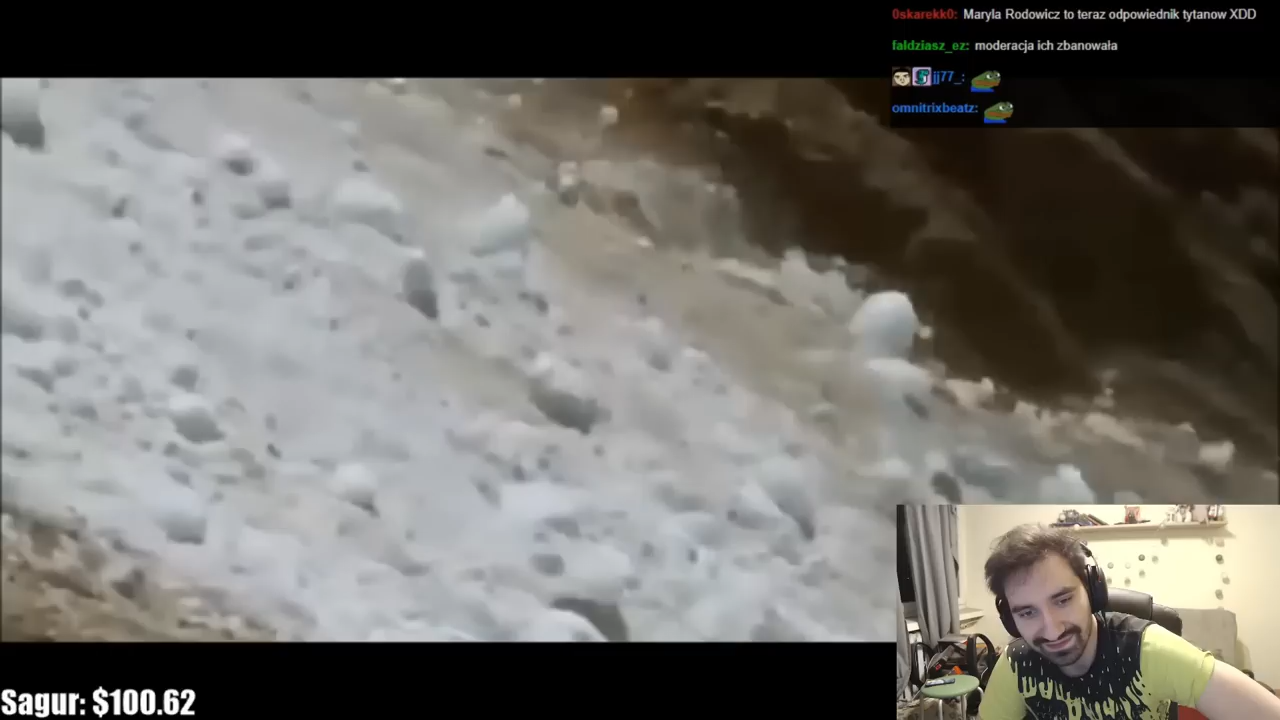 0skarekk0: Maryla Rodowicz to teraz odpowiednik tytanow XDD
faldziasz_ez: moderacja ich zbanowała
jj77_:
omnitrixbeatz:
Sagur: $100.62